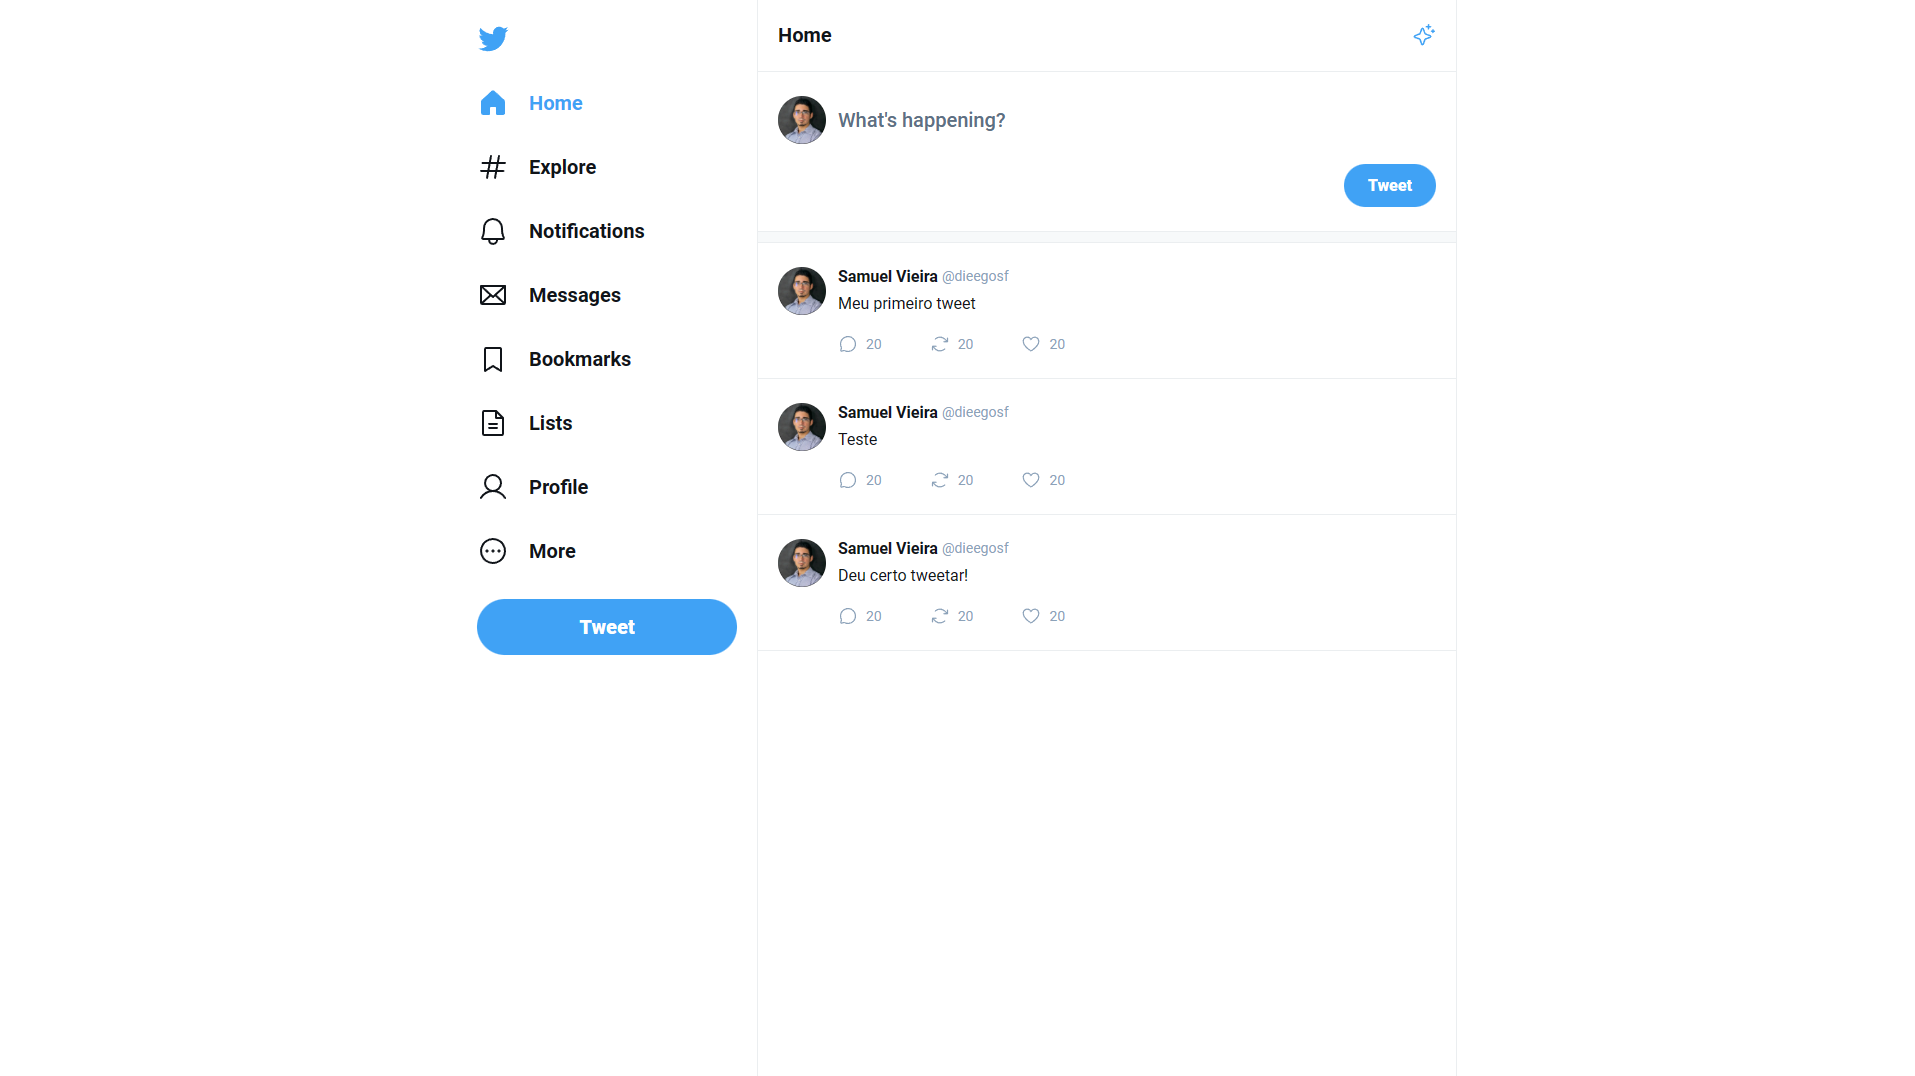 Home
Explore
Notifications
Messages
Bookmarks
Lists
Profile
More
Tweet
Home
What's happening?
Tweet
Samuel Vieira @dieegosf
Meu primeiro tweet
20 20 20
Samuel Vieira @dieegosf
Teste
20 20 20
Samuel Vieira @dieegosf
Deu certo tweetar!
20 20 20